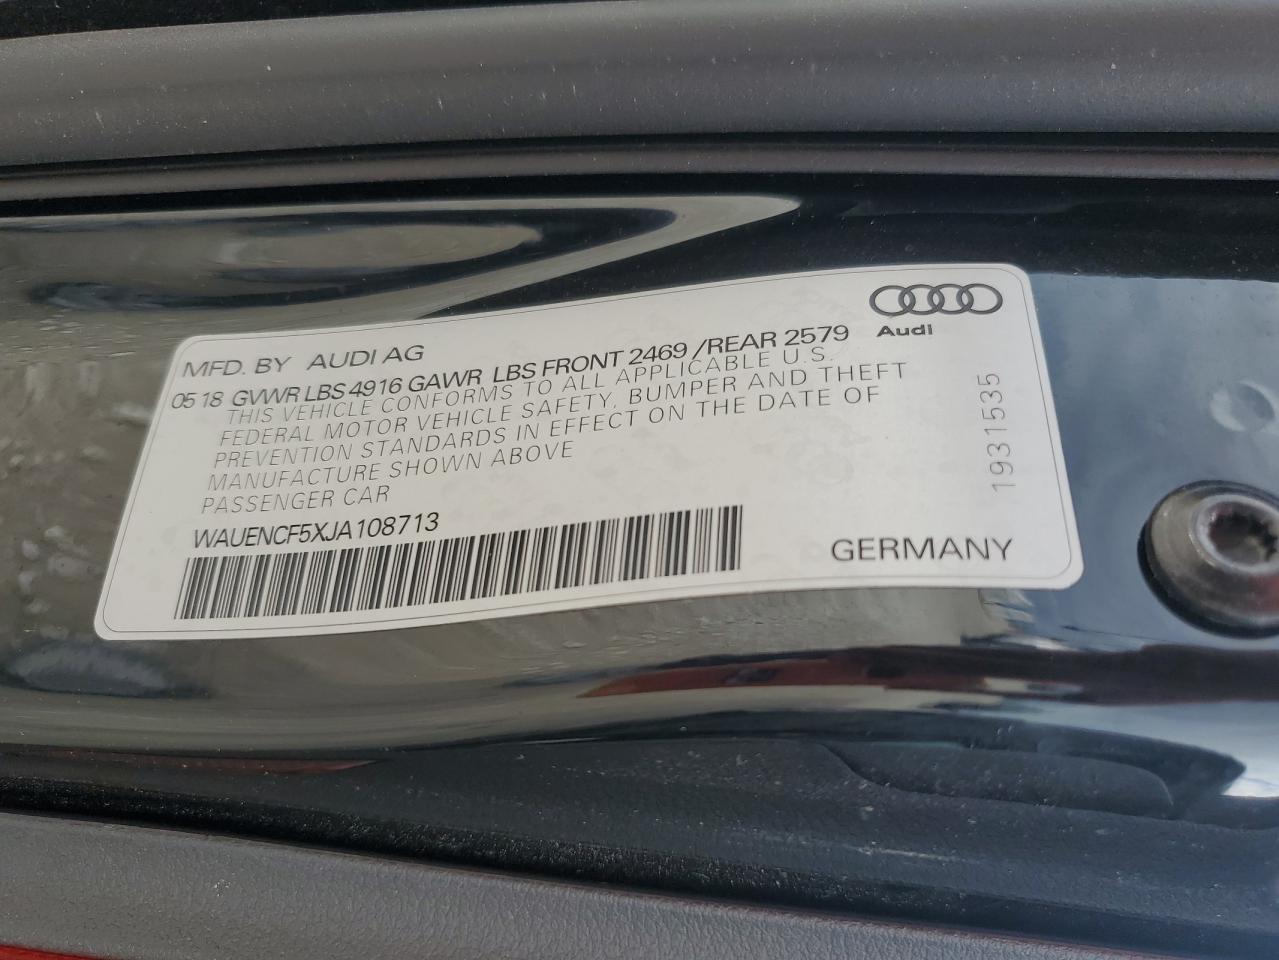 Audi
MFD. BY AUDI AG
05 18 GVWR LBS 4916 GAWR LBS FRONT 2469 /REAR 2579
THIS VEHICLE CONFORMS TO ALL APPLICABLE U.S.
FEDERAL MOTOR VEHICLE SAFETY, BUMPER AND THEFT
PREVENTION STANDARDS IN EFFECT ON THE DATE OF
MANUFACTURE SHOWN ABOVE
PASSENGER CAR
WAUENCF5XJA108713
GERMANY
1931535